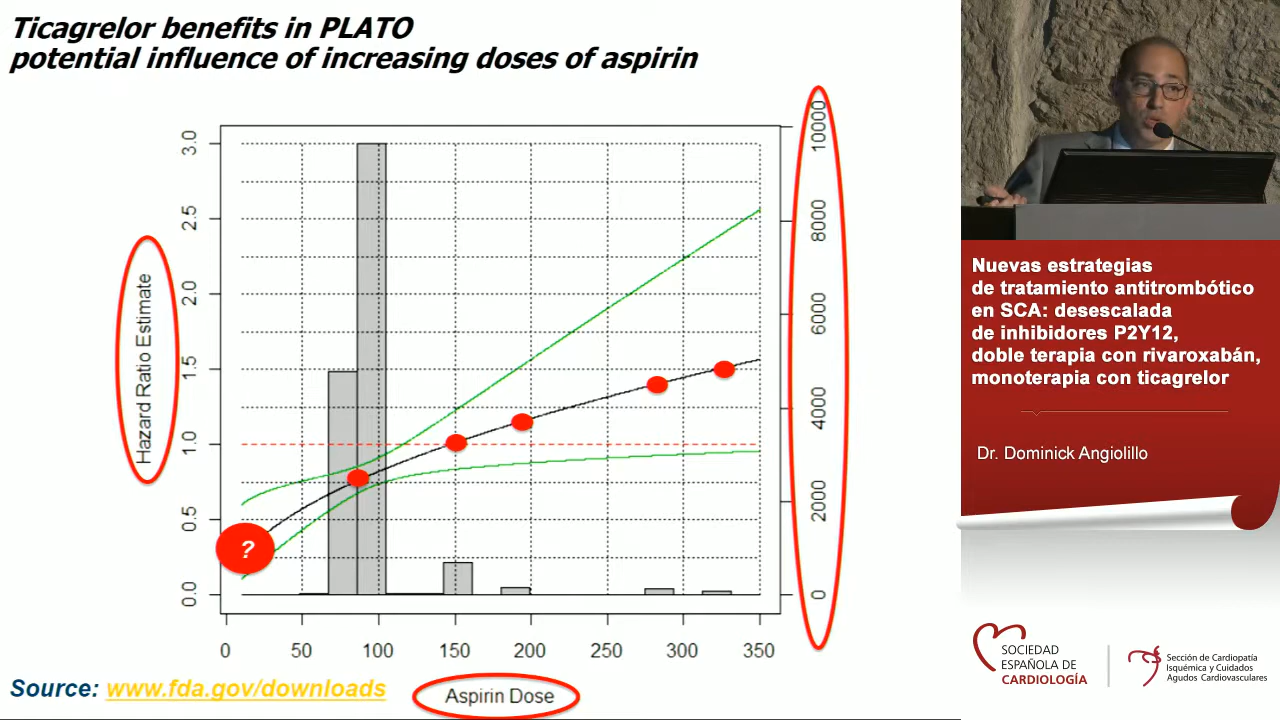 Ticagrelor benefits in PLATO
potential influence of increasing doses of aspirin
Hazard Ratio Estimate
3.0
2.5
2.0
1.5
1.0
0.5
0.0
?
10000
8000
6000
4000
2000
0
0 50 100 150 200 250 300 350
Aspirin Dose
Source: www.fda.gov/downloads
Nuevas estrategias
de tratamiento antitrombótico
en SCA: desescalada
de inhibidores P2Y12,
doble terapia con rivaroxabán,
monoterapia con ticagrelor
Dr. Dominick Angiolillo
SOCIEDAD
ESPAÑOLA DE
CARDIOLOGÍA
Sección de Cardiopatía
Isquémica y Cuidados
Agudos Cardiovasculares